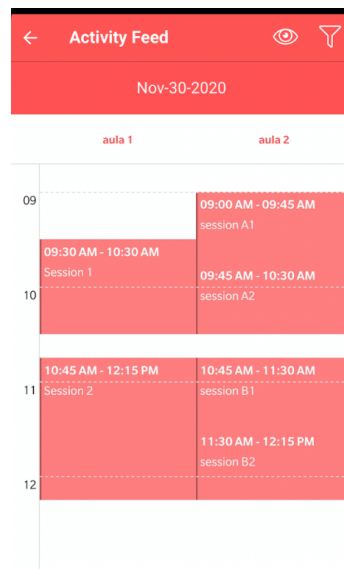 Activity Feed
Nov-30-2020
aula 1
aula 2
09
09:00 AM - 09:45 AM
session A1
09:30 AM - 10:30 AM
Session 1
09:45 AM - 10:30 AM
session A2
10
10:45 AM - 12:15 PM
Session 2
10:45 AM - 11:30 AM
session B1
11
11:30 AM - 12:15 PM
session B2
12